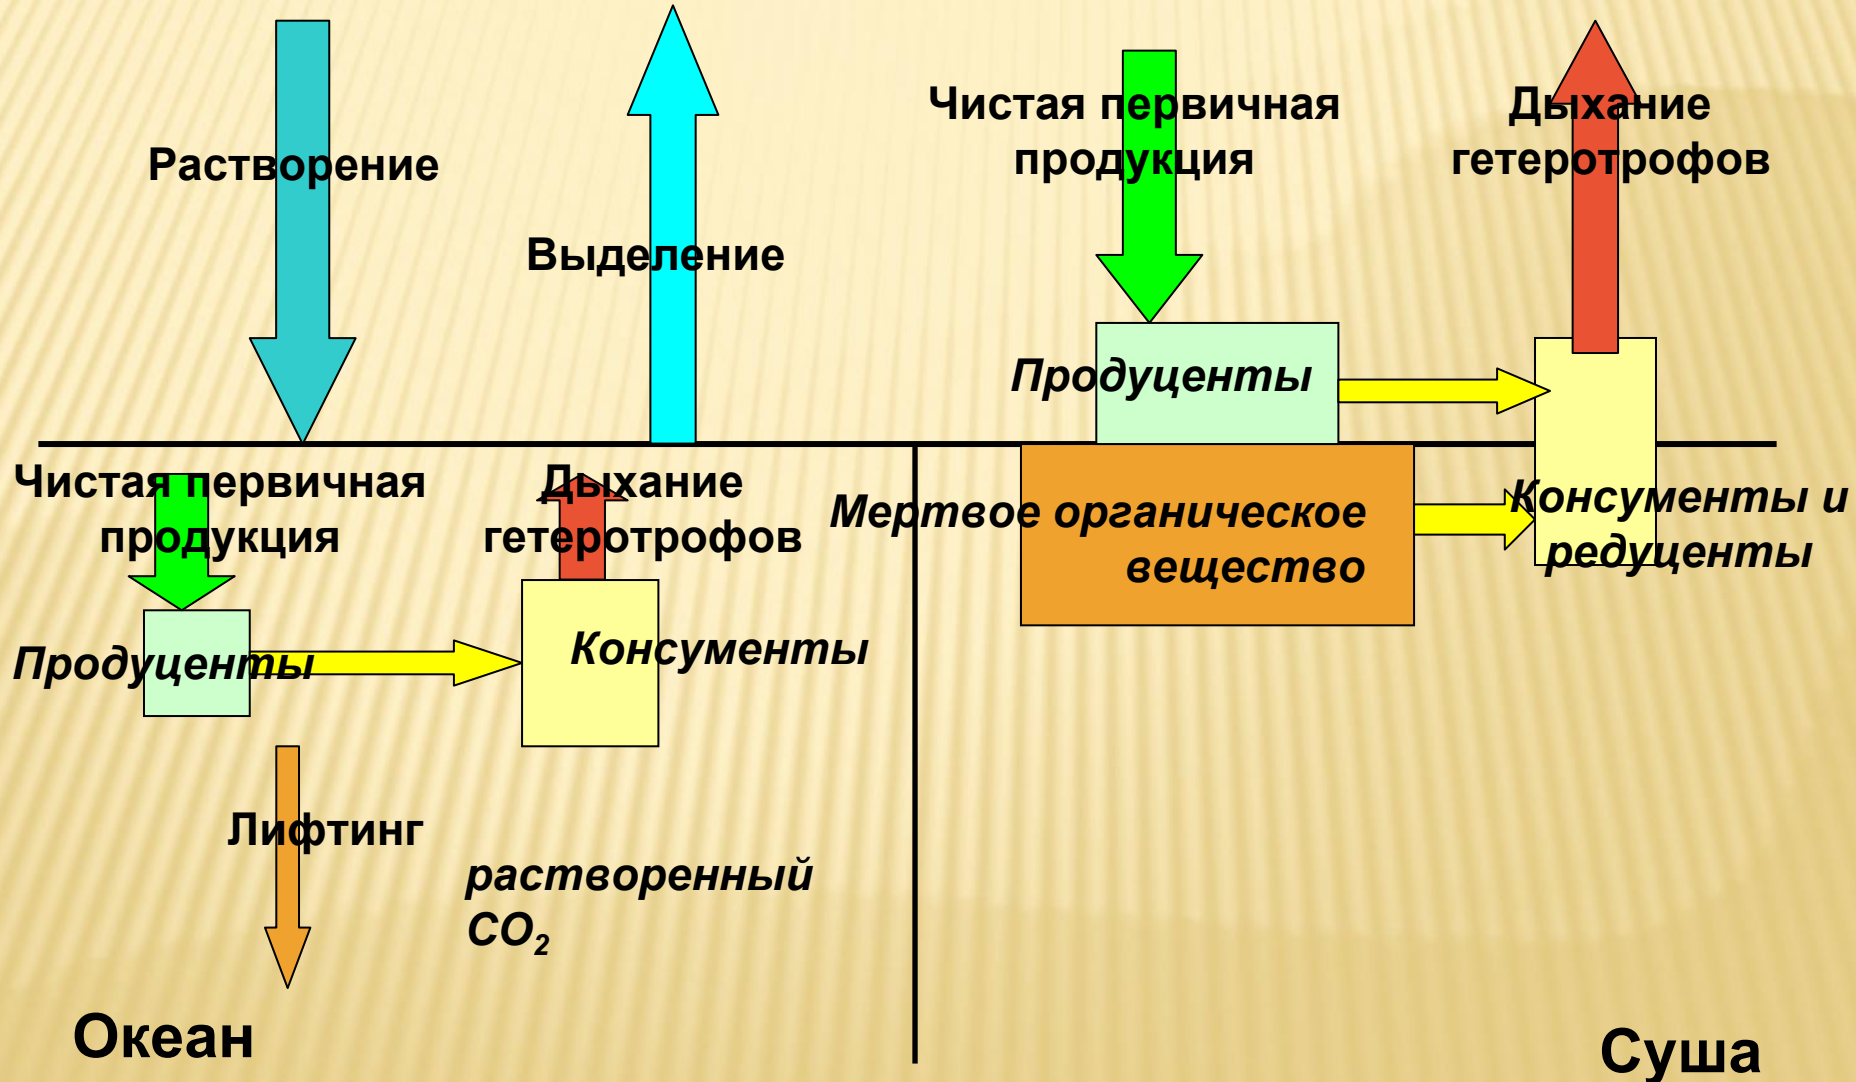 Растворение
Выделение
Чистая первичная
продукция
Дыхание
гетеротрофов
Продуценты
Чистая первичная
продукция
Дыхание
гетеротрофов
Мертвое органическое
вещество
Консументы и
редуценты
Продуценты
Консументы
Лифтинг
растворенный
CO₂
Океан
Суша